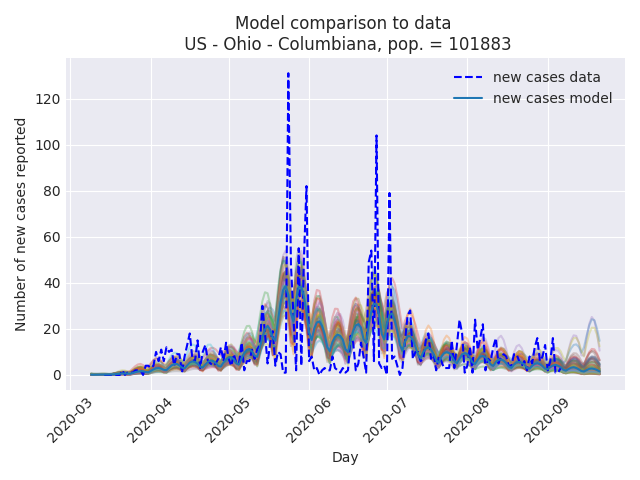 Model comparison to data
US - Ohio - Columbiana, pop. = 101883
new cases data
new cases model
Number of new cases reported
120
100
80
60
40
20
0
2020-03
2020-04
2020-05
2020-06
2020-07
2020-08
2020-09
Day